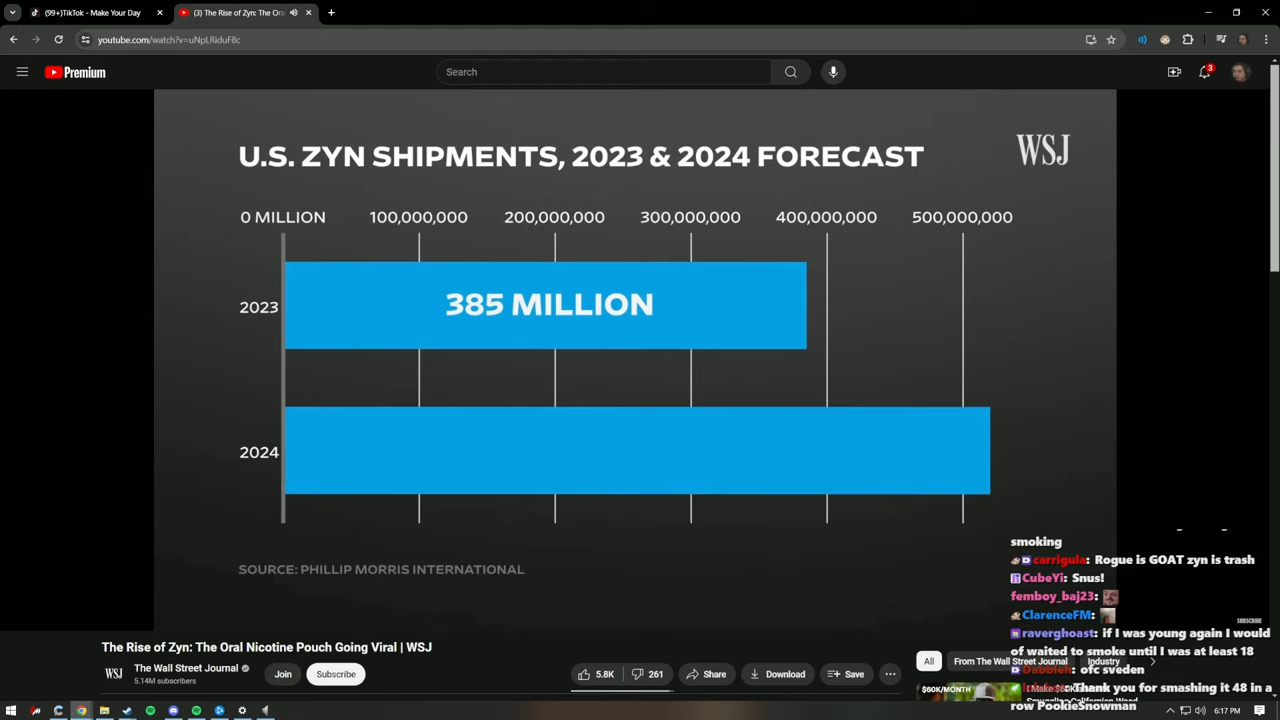 (99+)TikTok - Make Your Day
(3) The Rise of Zyn: The Ora
youtube.com/watch?v=uNpLRiduF8c
Premium
Search
3
U.S. ZYN SHIPMENTS, 2023 & 2024 FORECAST
WSJ
0 MILLION 100,000,000 200,000,000 300,000,000 400,000,000 500,000,000
2023
385 MILLION
2024
SOURCE: PHILLIP MORRIS INTERNATIONAL
smoking
carrigula: Rogue is GOAT zyn is trash
CubeYi: Snus!
femboy_baj23:
ClarenceFM:
SUBSCRIBE
raverghoast: if I was young again I would
of waited to smoke until I was at least 18
ofc sveden
Thank you for smashing it 48 in a
row PookieSnowman
The Rise of Zyn: The Oral Nicotine Pouch Going Viral | WSJ
WSJ
The Wall Street Journal
5.14M subscribers
Join
Subscribe
5.8K
261
Share
Download
Save
All
From The Wall Street Journal
Industry
$60K/MONTH
6:17 PM